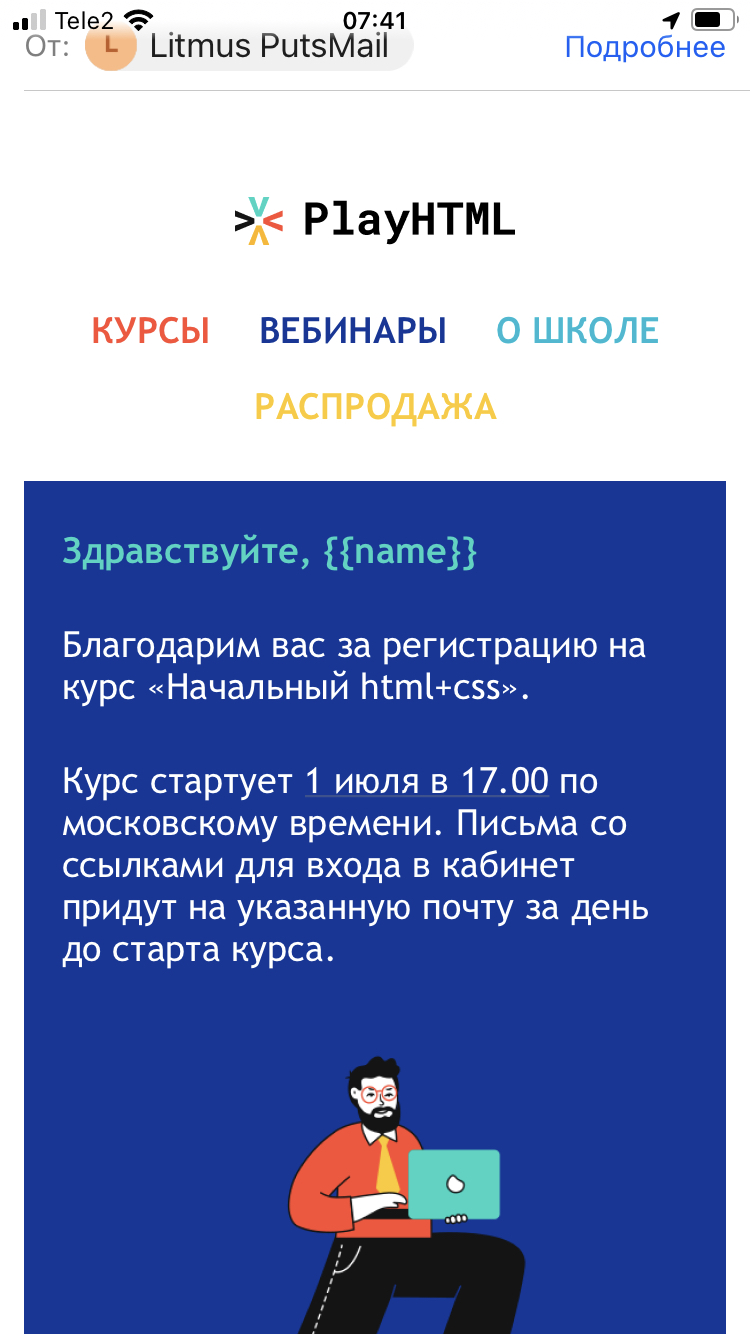 Tele2 07:41
От: L Litmus PutsMail Подробнее
PlayHTML
КУРСЫ ВЕБИНАРЫ О ШКОЛЕ
РАСПРОДАЖА
Здравствуйте, {{name}}
Благодарим вас за регистрацию на
курс «Начальный html+css».
Курс стартует 1 июля в 17.00 по
московскому времени. Письма со
ссылками для входа в кабинет
придут на указанную почту за день
до старта курса.